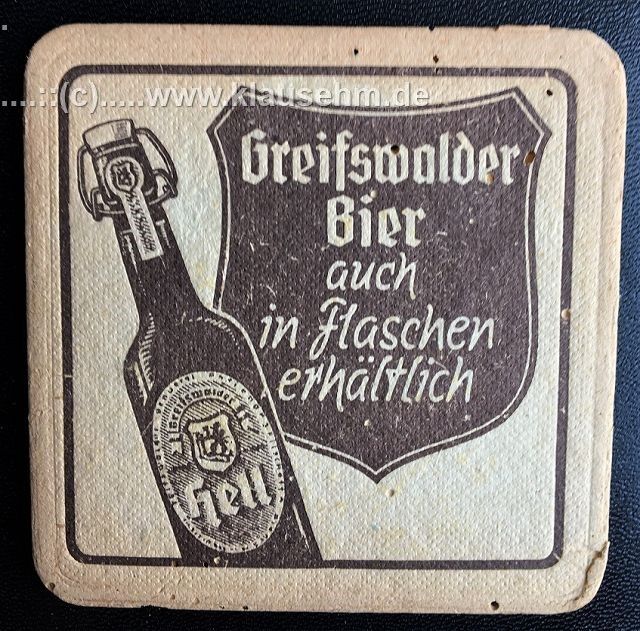 ....::(c).....www.klausehm.de
Greifswalder
Bier
auch
in Flaschen
erhältlich
Greifswalder
Hell